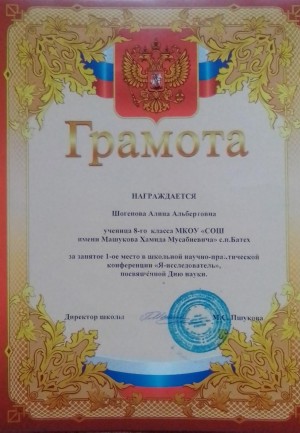 Грамота
НАГРАЖДАЕТСЯ
Шогенова Алина Альбертовна
ученица 8-го класса МКОУ «СОШ
имени Машукова Хамида Мусабиевича» с.п.Батех
за занятое 1-ое место в школьной научно-практической
конференции «Я-исследователь»,
посвящённой Дню науки.
Директор школы
Пшукова